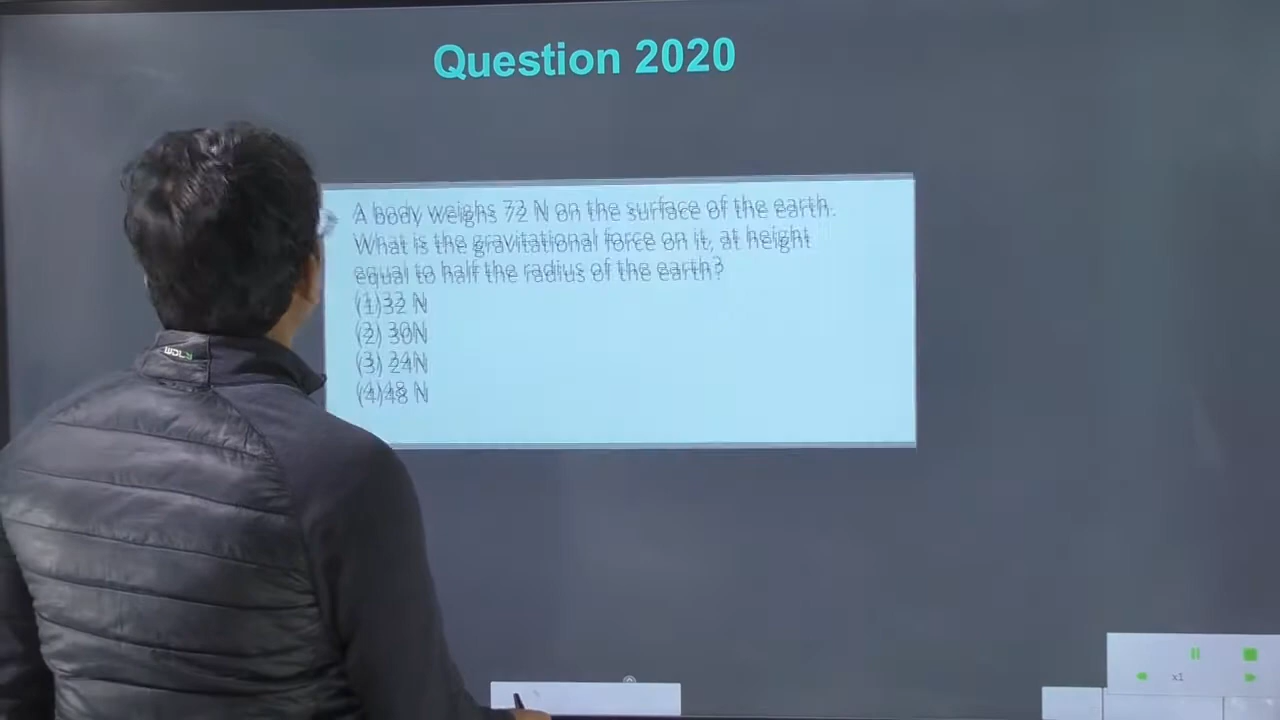 Question 2020
A body weighs 72 N on the surface of the earth.
What is the gravitational force on it, at height
equal to half the radius of the earth?
(1)32 N
(2) 30N
(3) 24N
(4)48 N
x1